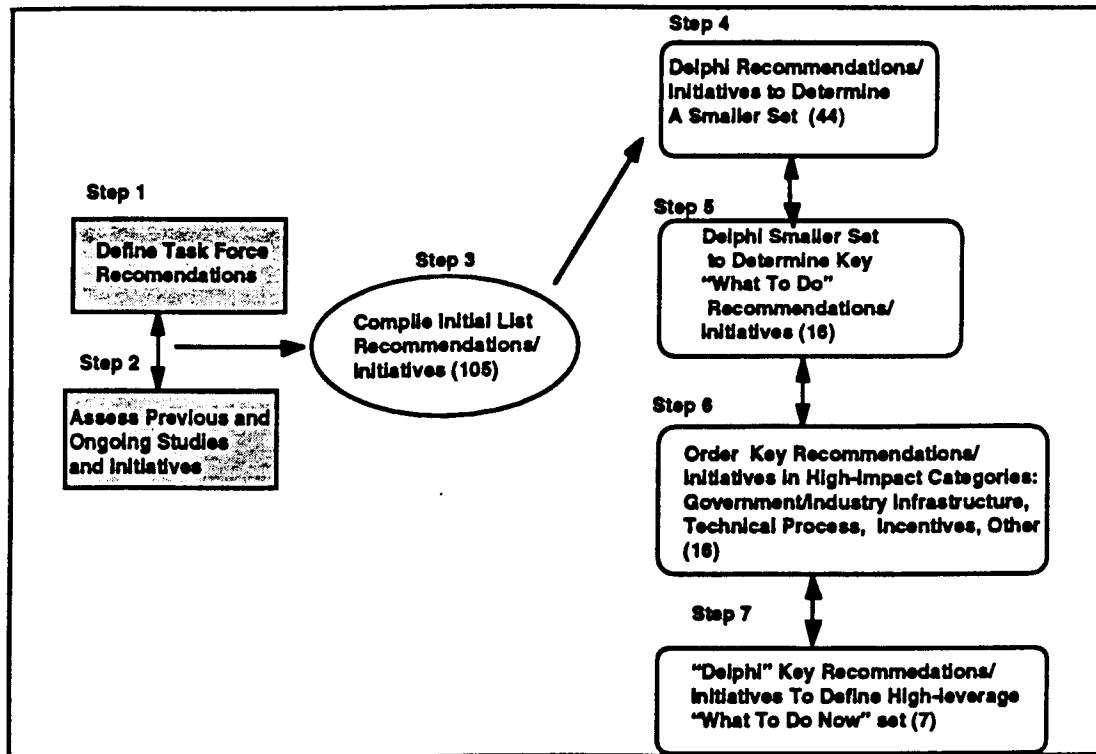 Step 1
Define Task Force
Recomendations
Step 2
Assess Previous and
Ongoing Studies
and Initiatives
Step 3
Compile Initial List
Recommendations/
Initiatives (105)
Step 4
Delphi Recommendations/
Initiatives to Determine
A Smaller Set (44)
Step 5
Delphi Smaller Set
to Determine Key
“What To Do”
Recommendations/
Initiatives (16)
Step 6
Order Key Recommendations/
Initiatives in High-Impact Categories:
Government/Industry Infrastructure,
Technical Process, Incentives, Other
(16)
Step 7
“Delphi” Key Recommedations/
Initiatives To Define High-leverage
“What To Do Now” set (7)